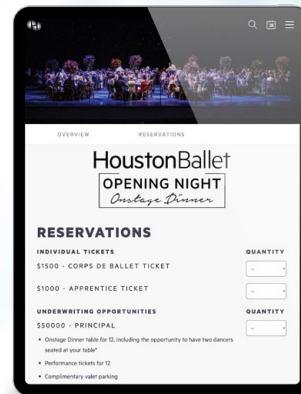 OVERVIEW RESERVATIONS
HoustonBallet
OPENING NIGHT
Onstage Dinner
RESERVATIONS
INDIVIDUAL TICKETS QUANTITY
$1500 - CORPS DE BALLET TICKET
$1000 - APPRENTICE TICKET
UNDERWRITING OPPORTUNITIES QUANTITY
$50000 - PRINCIPAL
• Onstage Dinner table for 12, including the opportunity to have two dancers
seated at your table*
• Performance tickets for 12
• Complimentary valet parking